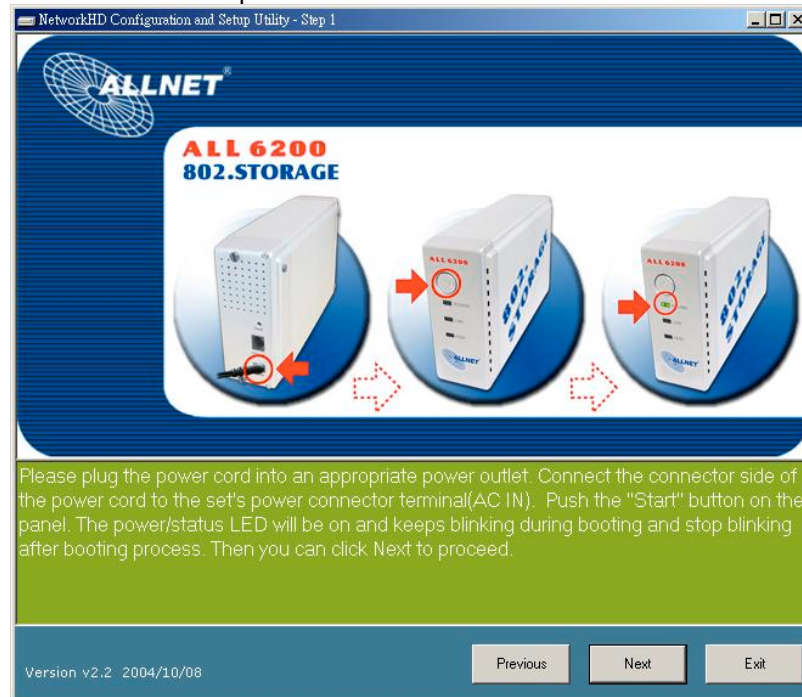 NetworkHD Configuration and Setup Utility - Step 1
ALLNET®
ALL 6200
802.STORAGE
ALL 6200
802.
STORAGE
ALLNET
ALL 6200
802.
STORAGE
ALLNET
Please plug the power cord into an appropriate power outlet. Connect the connector side of
the power cord to the set's power connector terminal(AC IN). Push the "Start" button on the
panel. The power/status LED will be on and keeps blinking during booting and stop blinking
after booting process. Then you can click Next to proceed.
Version v2.2 2004/10/08
Previous
Next
Exit